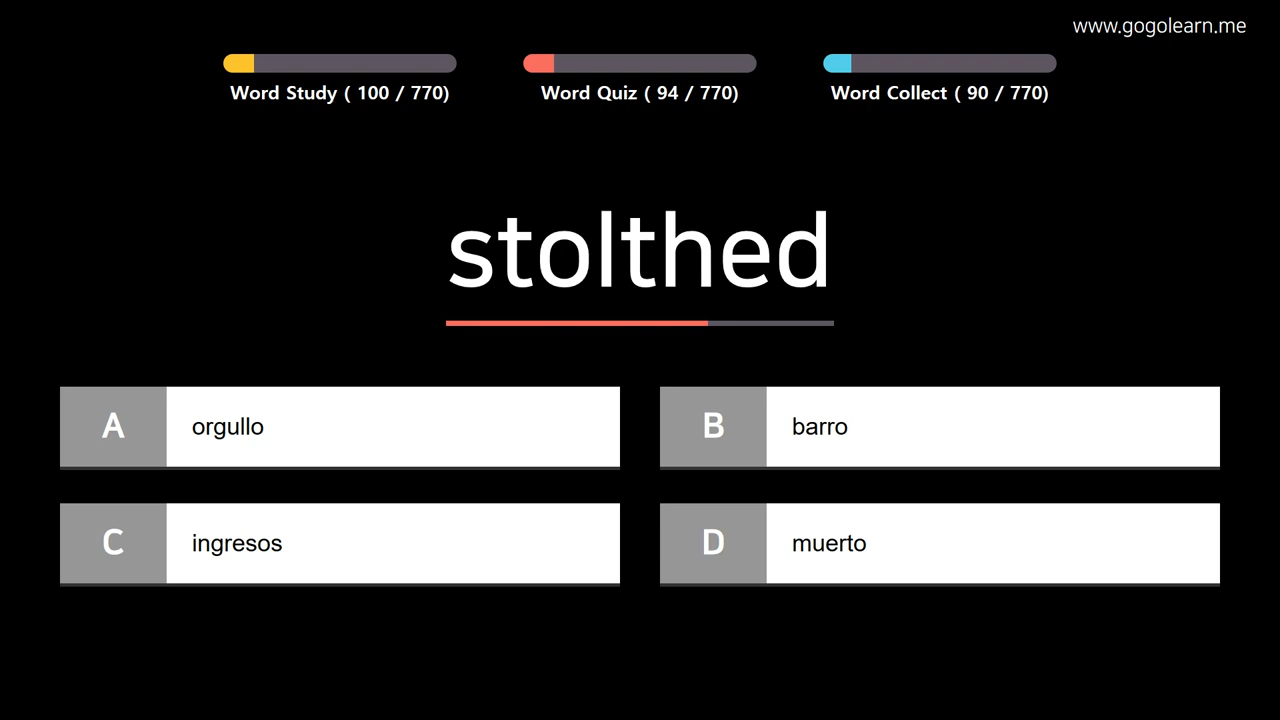 www.gogolearn.me
Word Study ( 100 / 770)
Word Quiz ( 94 / 770)
Word Collect ( 90 / 770)
stolthed
A orgullo
B barro
C ingresos
D muerto